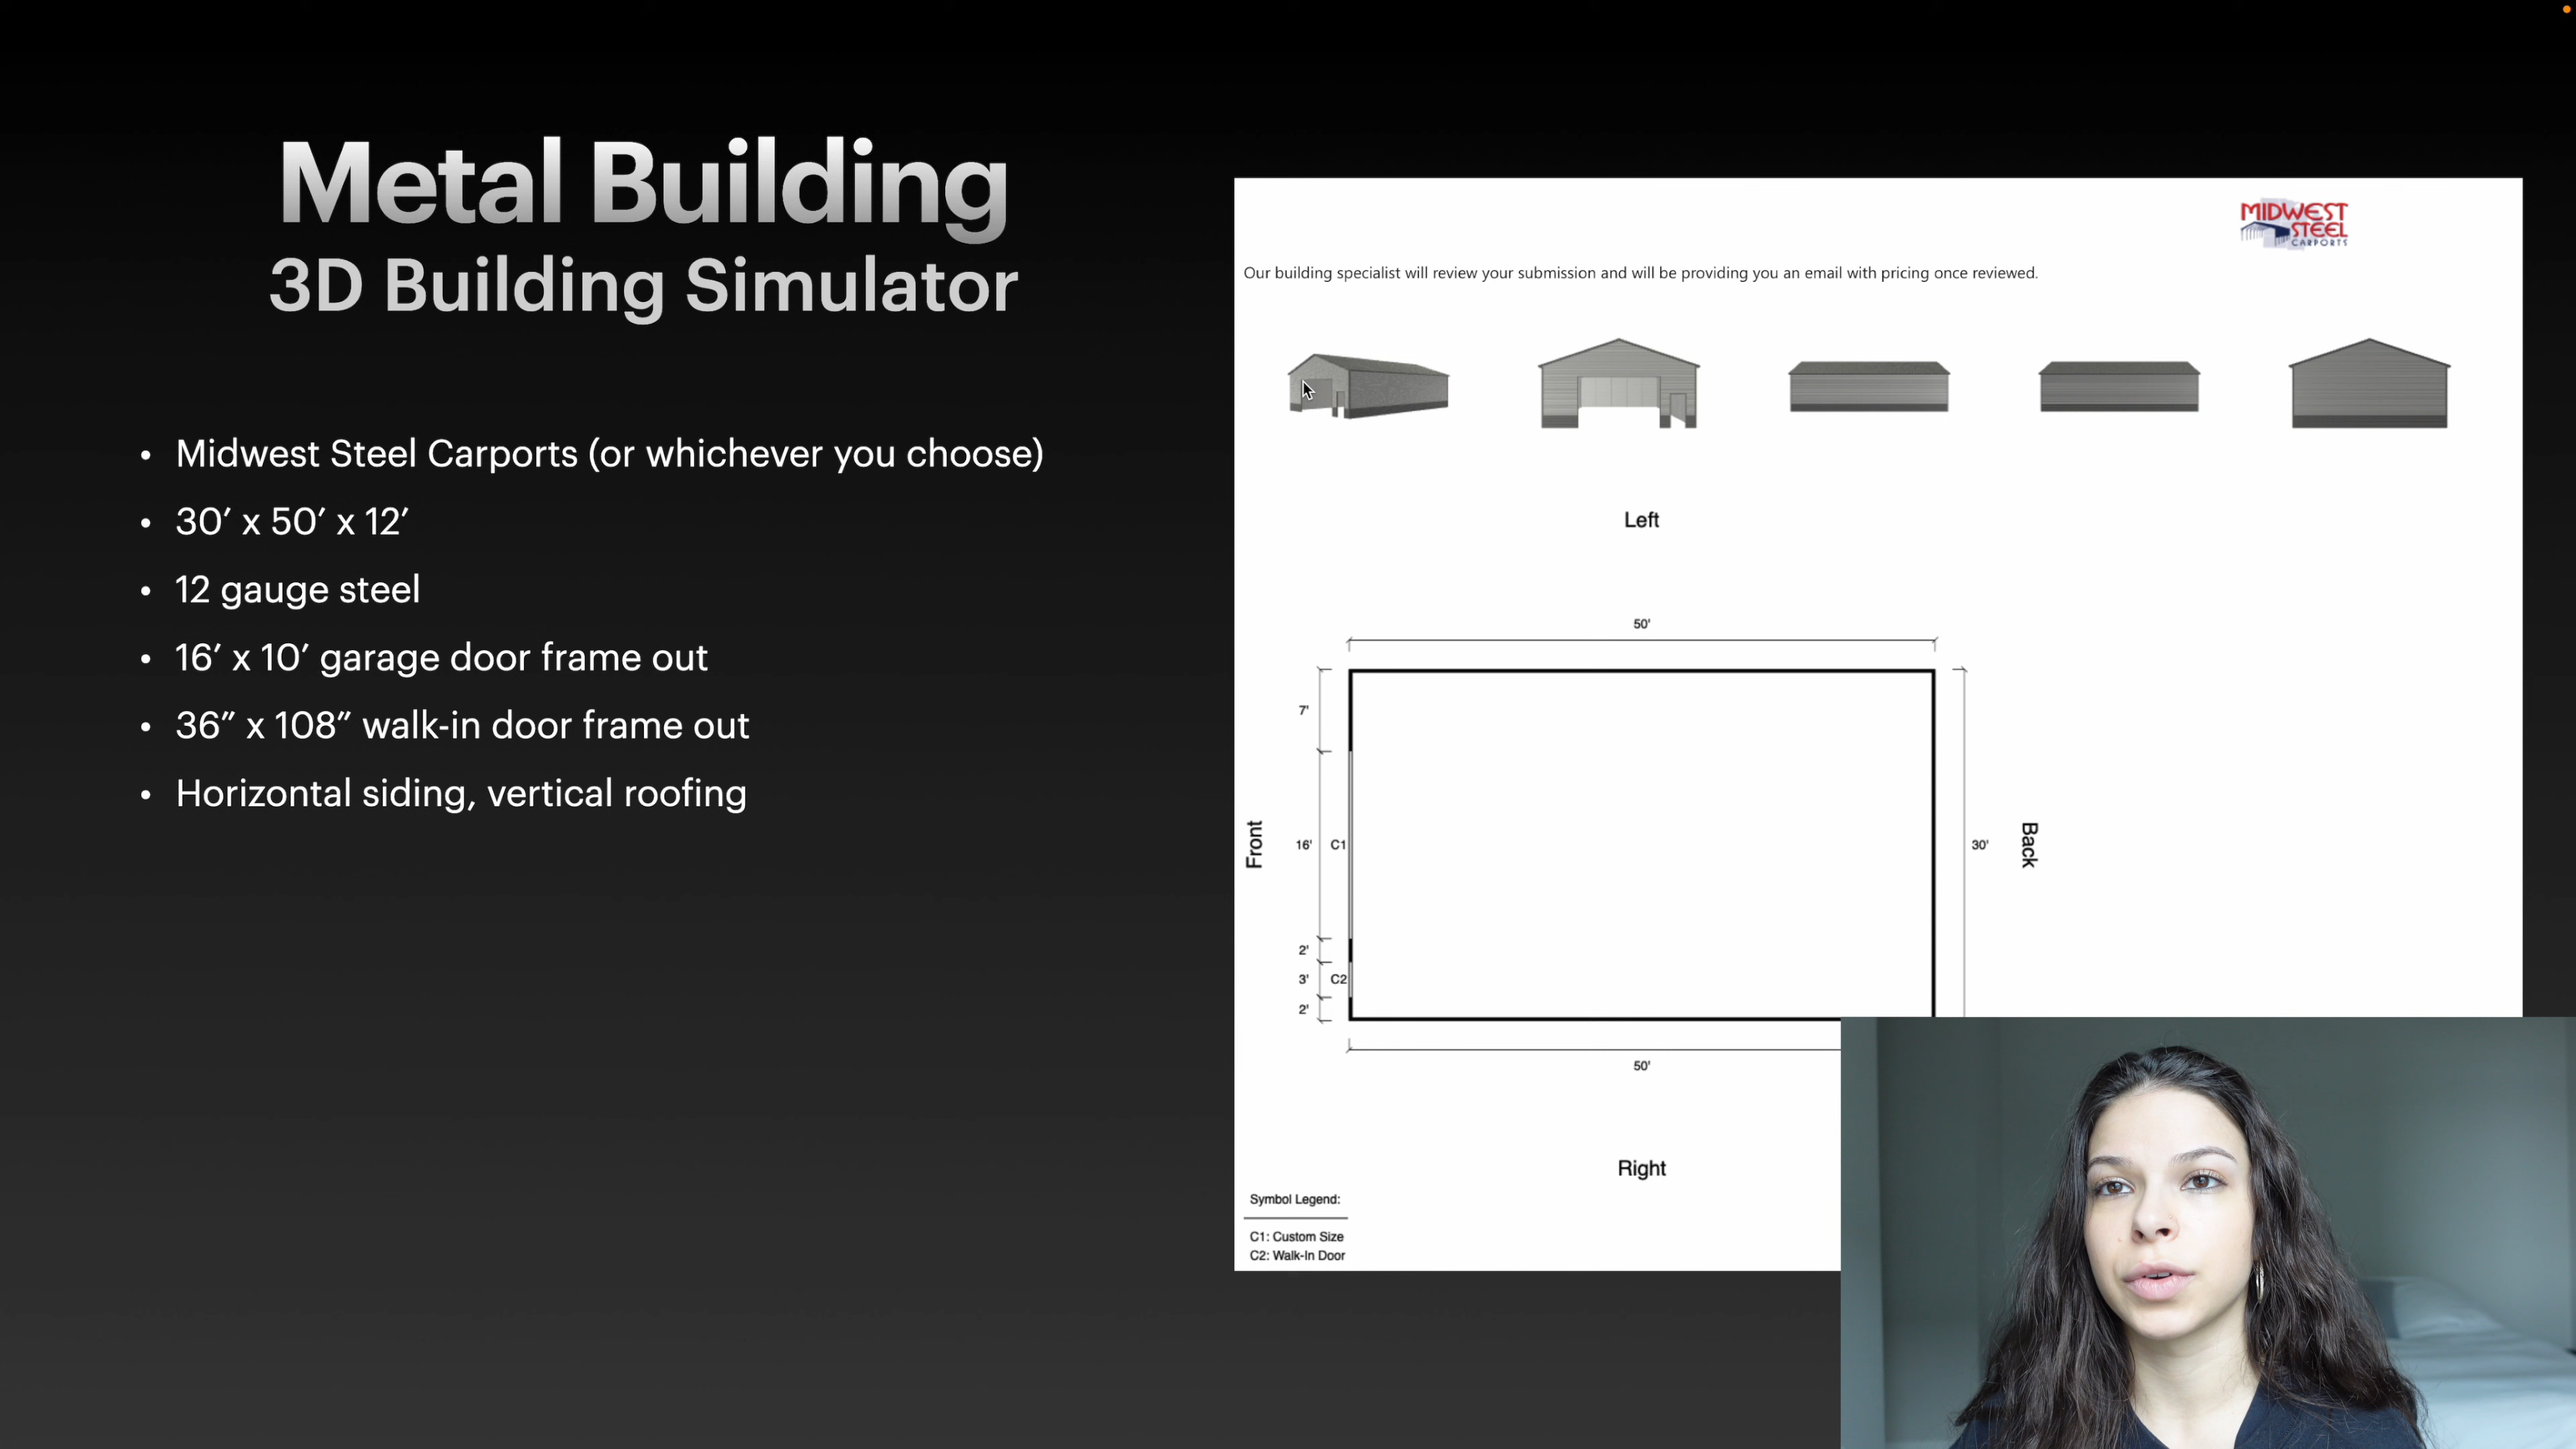 Metal Building
3D Building Simulator
• Midwest Steel Carports (or whichever you choose)
• 30′ x 50′ x 12′
• 12 gauge steel
• 16′ x 10′ garage door frame out
• 36″ x 108″ walk-in door frame out
• Horizontal siding, vertical roofing
MIDWEST
STEEL
CARPORTS
Our building specialist will review your submission and will be providing you an email with pricing once reviewed.
Left
50'
7'
Front
16'
C1
30'
Back
2'
3'
C2
2'
50'
Right
Symbol Legend:
C1: Custom Size
C2: Walk-In Door